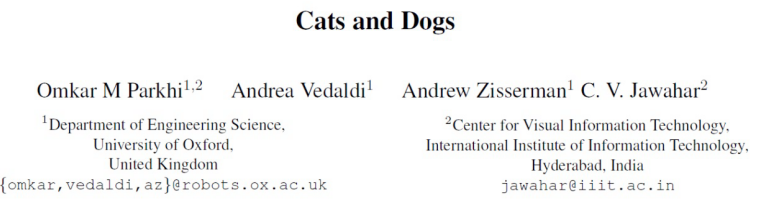 Cats and Dogs
Omkar M Parkhi1,2 Andrea Vedaldi1 Andrew Zisserman1 C. V. Jawahar2
1Department of Engineering Science,
University of Oxford,
United Kingdom
{omkar,vedaldi,az}@robots.ox.ac.uk
2Center for Visual Information Technology,
International Institute of Information Technology,
Hyderabad, India
jawahar@iiit.ac.in